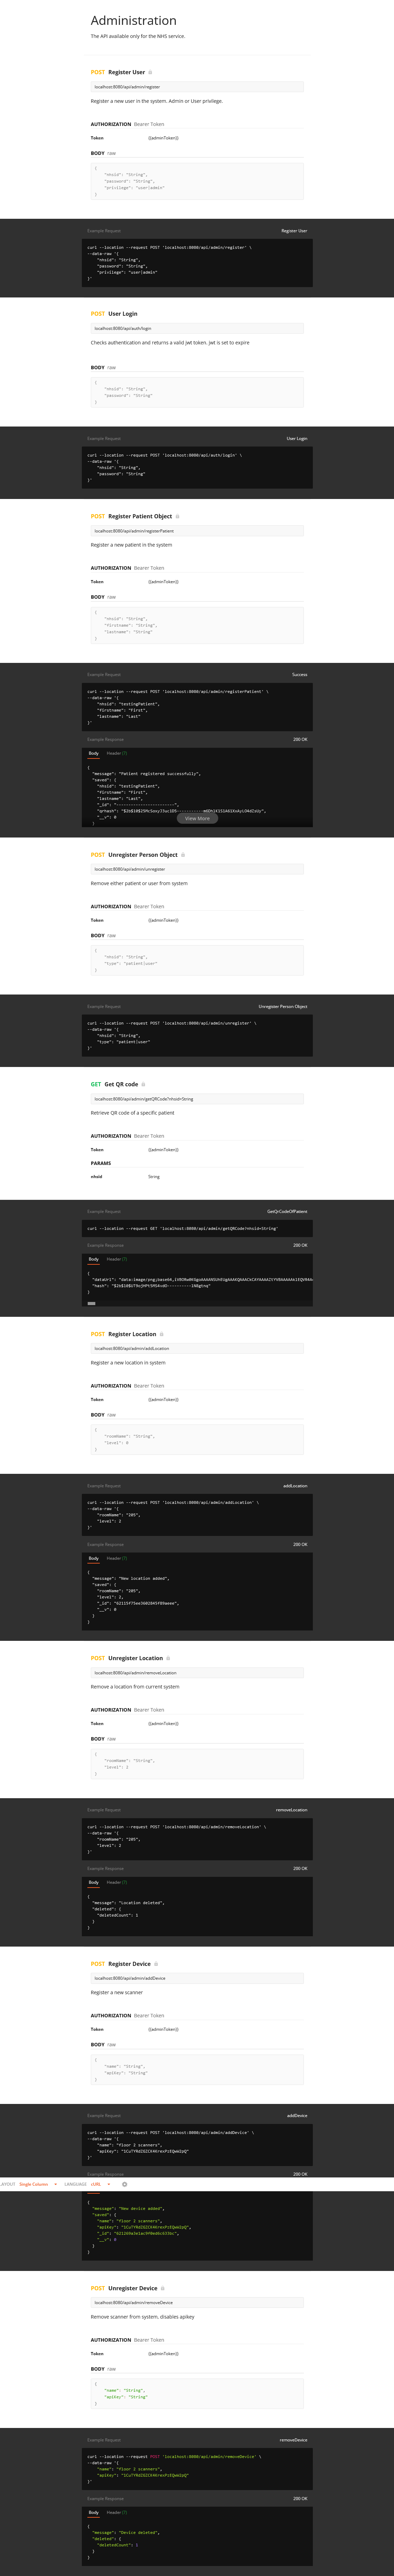 Administration
The API available only for the NHS service.
POST Register User
localhost:8080/api/admin/register
Register a new user in the system. Admin or User privilege.
AUTHORIZATION Bearer Token
Token {{adminToken}}
BODY raw
{
"nhsid": "String",
"password": "String",
"privilege": "user|admin"
}
Example Request Register User
curl --location --request POST 'localhost:8080/api/admin/register' \
--data-raw '{
"nhsid": "String",
"password": "String",
"privilege": "user|admin"
}'
POST User Login
localhost:8080/api/auth/login
Checks authentication and returns a valid jwt token. Jwt is set to expire
BODY raw
{
"nhsid": "String",
"password": "String"
}
Example Request User Login
curl --location --request POST 'localhost:8080/api/auth/login' \
--data-raw '{
"nhsid": "String",
"password": "String"
}'
POST Register Patient Object
localhost:8080/api/admin/registerPatient
Register a new patient in the system
AUTHORIZATION Bearer Token
Token {{adminToken}}
BODY raw
{
"nhsid": "String",
"firstname": "String",
"lastname": "String"
}
Example Request Success
curl --location --request POST 'localhost:8080/api/admin/registerPatient' \
--data-raw '{
"nhsid": "testingPatient",
"firstname": "First",
"lastname": "Last"
}'
Example Response 200 OK
Body Header (7)
{
"message": "Patient registered successfully",
"saved": {
"nhsid": "testingPatient",
"firstname": "First",
"lastname": "Last",
"__v": 0
}
View More
POST Unregister Person Object
localhost:8080/api/admin/unregister
Remove either patient or user from system
AUTHORIZATION Bearer Token
Token {{adminToken}}
BODY raw
{
"nhsid": "String",
"type": "patient|user"
}
Example Request Unregister Person Object
curl --location --request POST 'localhost:8080/api/admin/unregister' \
--data-raw '{
"nhsid": "String",
"type": "patient|user"
}'
GET Get QR code
localhost:8080/api/admin/getQRCode?nhsid=String
Retrieve QR code of a specific patient
AUTHORIZATION Bearer Token
Token {{adminToken}}
PARAMS
nhsid String
Example Request GetQrCodeOfPatient
curl --location --request GET 'localhost:8080/api/admin/getQRCode?nhsid=String'
Example Response 200 OK
Body Header (7)
{
}
POST Register Location
localhost:8080/api/admin/addLocation
Register a new location in system
AUTHORIZATION Bearer Token
Token {{adminToken}}
BODY raw
{
"roomName": "String",
"level": 0
}
Example Request addLocation
curl --location --request POST 'localhost:8080/api/admin/addLocation' \
--data-raw '{
"roomName": "205",
"level": 2
}'
Example Response 200 OK
Body Header (7)
{
"message": "New location added",
"saved": {
"roomName": "205",
"level": 2,
"__v": 0
}
}
POST Unregister Location
localhost:8080/api/admin/removeLocation
Remove a location from current system
AUTHORIZATION Bearer Token
Token {{adminToken}}
BODY raw
{
"roomName": "String",
"level": 2
}
Example Request removeLocation
curl --location --request POST 'localhost:8080/api/admin/removeLocation' \
--data-raw '{
"roomName": "205",
"level": 2
}'
Example Response 200 OK
Body Header (7)
{
"message": "Location deleted",
"deleted": {
"deletedCount": 1
}
}
POST Register Device
localhost:8080/api/admin/addDevice
Register a new scanner
AUTHORIZATION Bearer Token
Token {{adminToken}}
BODY raw
{
"name": "String",
"apiKey": "String"
}
Example Request addDevice
curl --location --request POST 'localhost:8080/api/admin/addDevice' \
--data-raw '{
"name": "floor 2 scanners",
}'
Example Response 200 OK
LAYOUT Single Column LANGUAGE cURL
{
"message": "New device added",
"saved": {
"name": "floor 2 scanners",
"__v": 0
}
}
POST Unregister Device
localhost:8080/api/admin/removeDevice
Remove scanner from system, disables apikey
AUTHORIZATION Bearer Token
Token {{adminToken}}
BODY raw
{
"name": "String",
"apiKey": "String"
}
Example Request removeDevice
curl --location --request POST 'localhost:8080/api/admin/removeDevice' \
--data-raw '{
"name": "floor 2 scanners",
}'
Example Response 200 OK
Body Header (7)
{
"message": "Device deleted",
"deleted": {
"deletedCount": 1
}
}